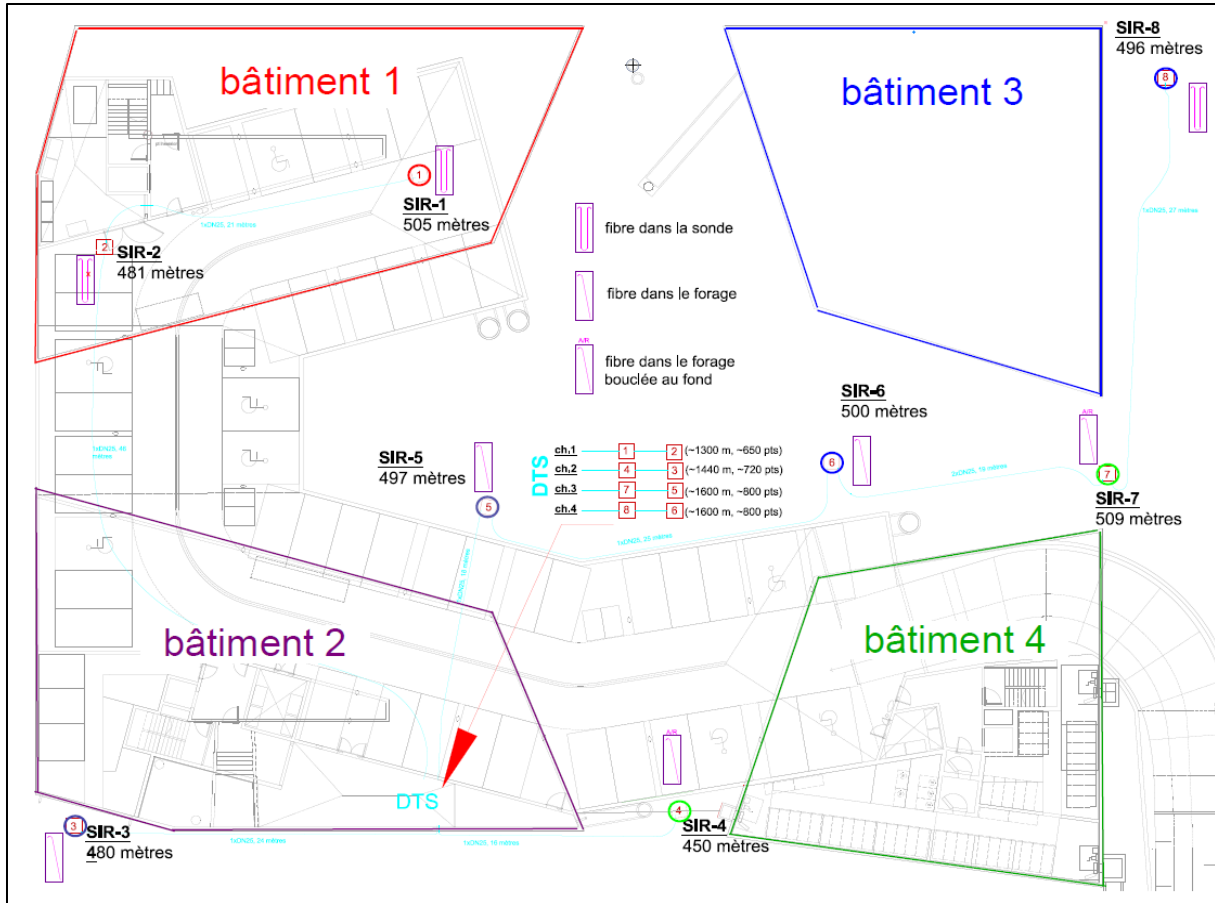 bâtiment 1
bâtiment 3
SIR-8
496 mètres
8
1
SIR-1
505 mètres
1xDN25, 21 mètres
2
SIR-2
481 mètres
fibre dans la sonde
fibre dans le forage
A/R
fibre dans le forage
bouclée au fond
SIR-6
500 mètres
6
A/R
7
SIR-7
509 mètres
SIR-5
497 mètres
5
DTS
ch.1 1 2 (~1300 m, ~650 pts)
ch,2 4 3 (~1440 m, ~720 pts)
ch.3 7 5 (~1600 m, ~800 pts)
ch.4 8 6 (~1600 m, ~800 pts)
bâtiment 2
bâtiment 4
DTS
A/R
4
SIR-4
450 mètres
3
SIR-3
480 mètres